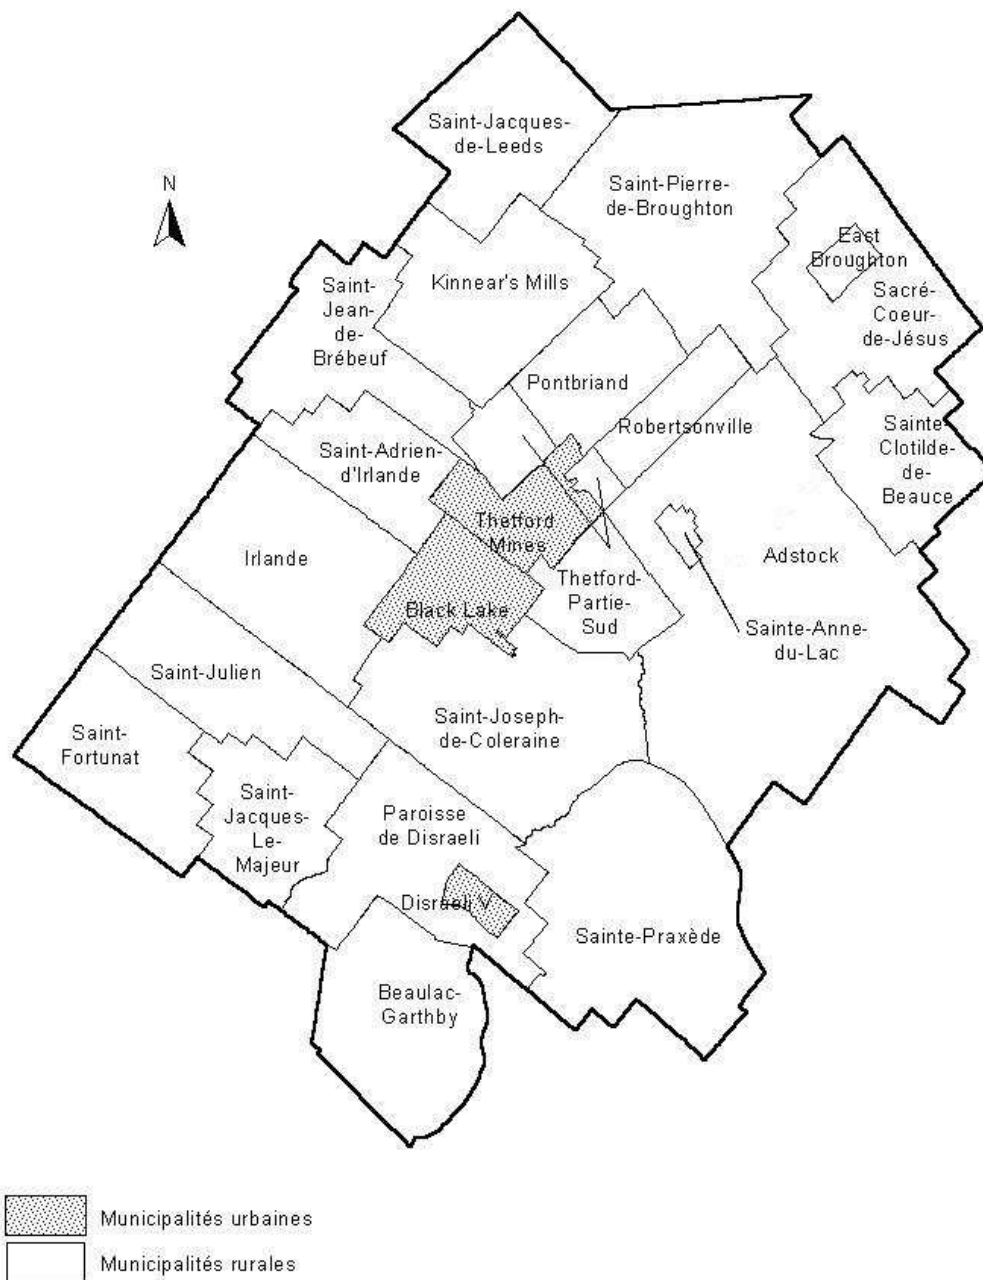 Saint-Jacques-
de-Leeds
N
Saint-Pierre-
de-Broughton
East
Broughton
Kinnear's Mills
Saint-
Jean-
de-
Brébeuf
Sacré-
Coeur-
de-Jésus
Pontbriand
Robertsonville
Sainte
Clotilde-
de-
Beauce
Saint-Adrien-
d'Irlande
Thetford
Mines
Irlande
Adstock
Thetford-
Partie-
Sud
Black Lake
Sainte-Anne-
du-Lac
Saint-Julien
Saint-Joseph-
de-Coleraine
Saint-
Fortunat
Saint-
Jacques-
Le-
Majeur
Paroisse
de Disraeli
Disraeli V
Sainte-Praxède
Beaulac-
Garthby
Municipalités urbaines
Municipalités rurales